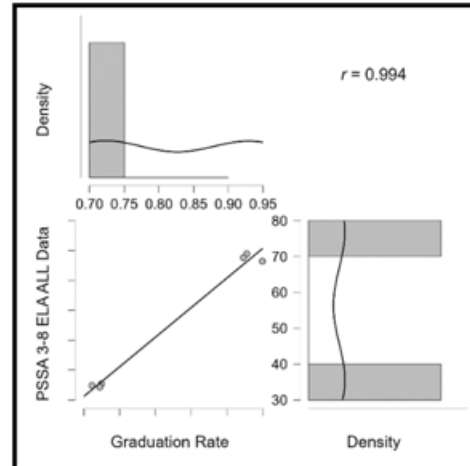 Density
r = 0.994
0.70 0.75 0.80 0.85 0.90 0.95
PSSA 3-8 ELA ALL Data
80
70
60
50
40
30
Graduation Rate
Density